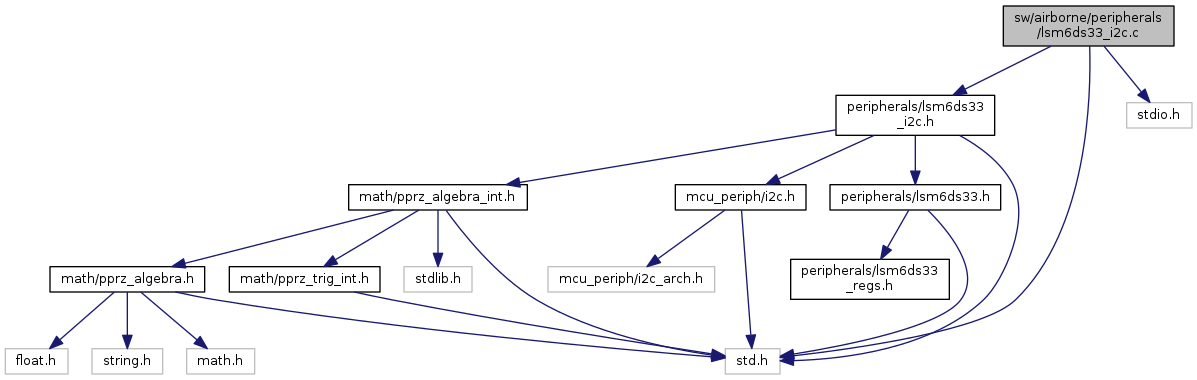 sw/airborne/peripherals
/lsm6ds33_i2c.c
peripherals/lsm6ds33
_i2c.h
stdio.h
math/pprz_algebra_int.h
mcu_periph/i2c.h
peripherals/lsm6ds33.h
math/pprz_algebra.h
math/pprz_trig_int.h
stdlib.h
mcu_periph/i2c_arch.h
peripherals/lsm6ds33
_regs.h
float.h
string.h
math.h
std.h